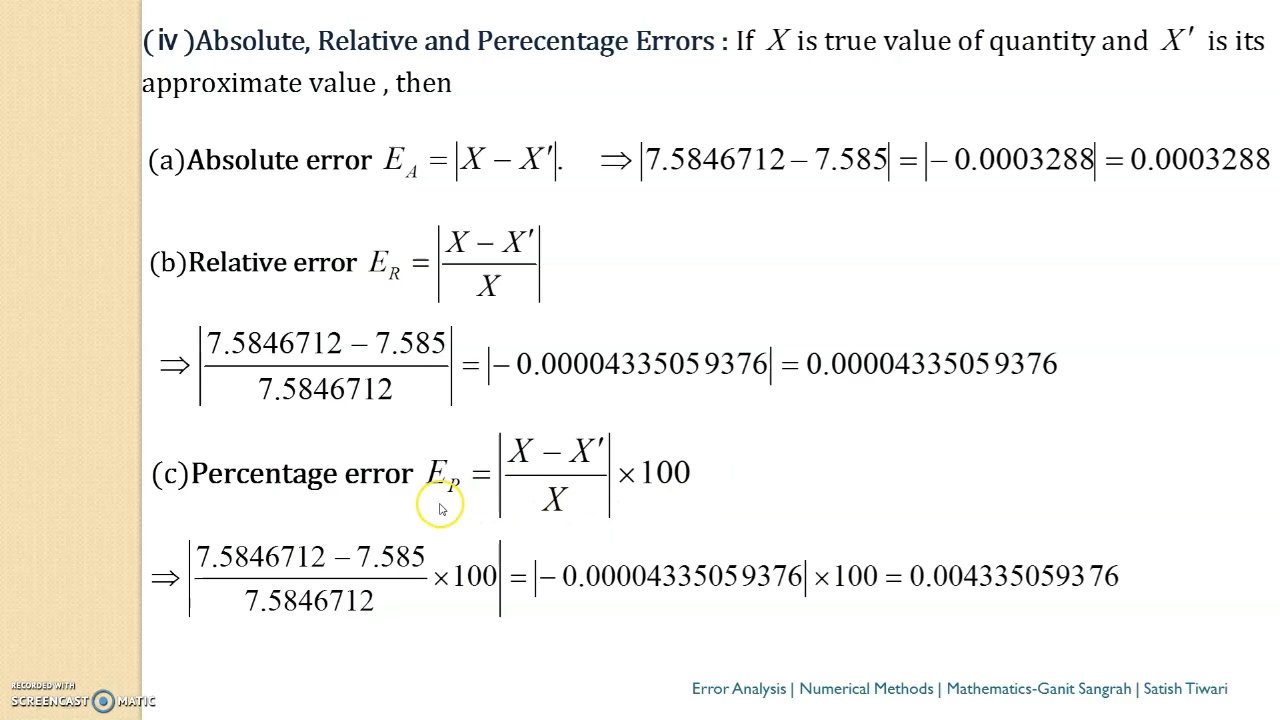 (iv)Absolute, Relative and Perecentage Errors : If X is true value of quantity and X′ is its
approximate value , then
(a)Absolute error E_A = |X − X′|. ⇒ |7.5846712 − 7.585| = |− 0.0003288| = 0.0003288
(b)Relative error E_R = |(X − X′)/X|
⇒ |(7.5846712 − 7.585)/7.5846712| = |− 0.00004335059376| = 0.00004335059376
(c)Percentage error E_P = |(X − X′)/X| × 100
⇒ |(7.5846712 − 7.585)/7.5846712 × 100| = |− 0.00004335059376| × 100 = 0.004335059376
RECORDED WITH
SCREENCAST MATIC
Error Analysis | Numerical Methods | Mathematics-Ganit Sangrah | Satish Tiwari